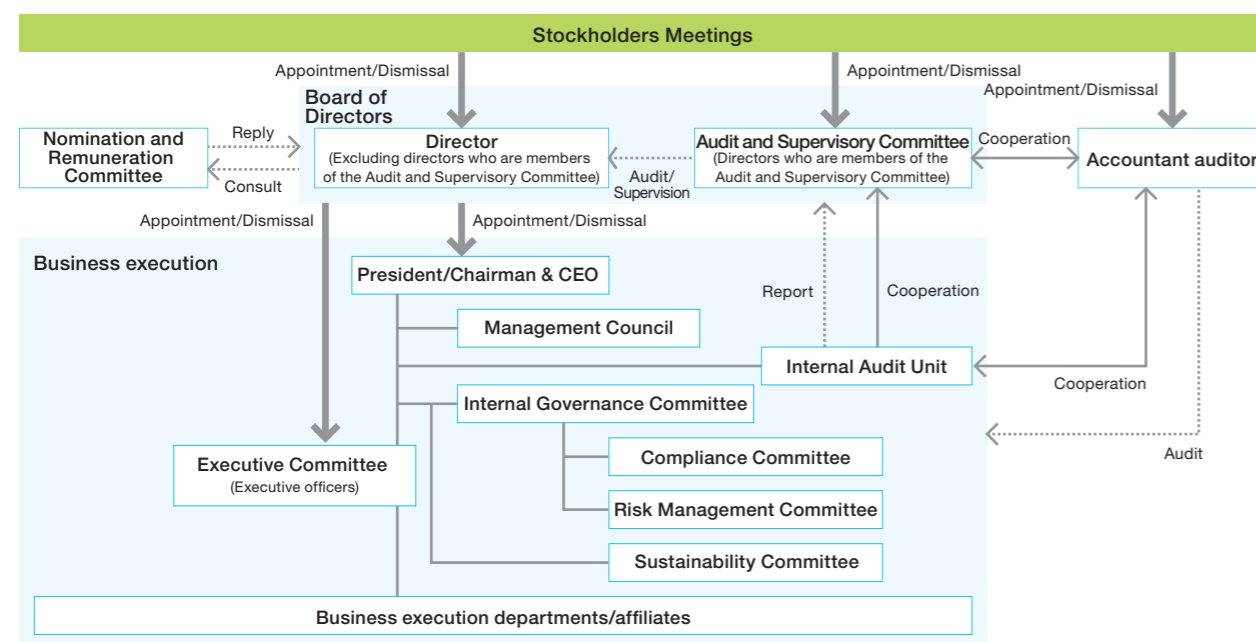 Stockholders Meetings
Appointment/Dismissal
Appointment/Dismissal
Appointment/Dismissal
Board of
Directors
Nomination and
Remuneration
Committee
Reply
Consult
Director
(Excluding directors who are members
of the Audit and Supervisory Committee)
Audit/
Supervision
Audit and Supervisory Committee
(Directors who are members of the
Audit and Supervisory Committee)
Cooperation
Accountant auditor
Appointment/Dismissal
Appointment/Dismissal
Business execution
President/Chairman & CEO
Report
Cooperation
Management Council
Internal Audit Unit
Cooperation
Internal Governance Committee
Executive Committee
(Executive officers)
Compliance Committee
Audit
Risk Management Committee
Sustainability Committee
Business execution departments/affiliates